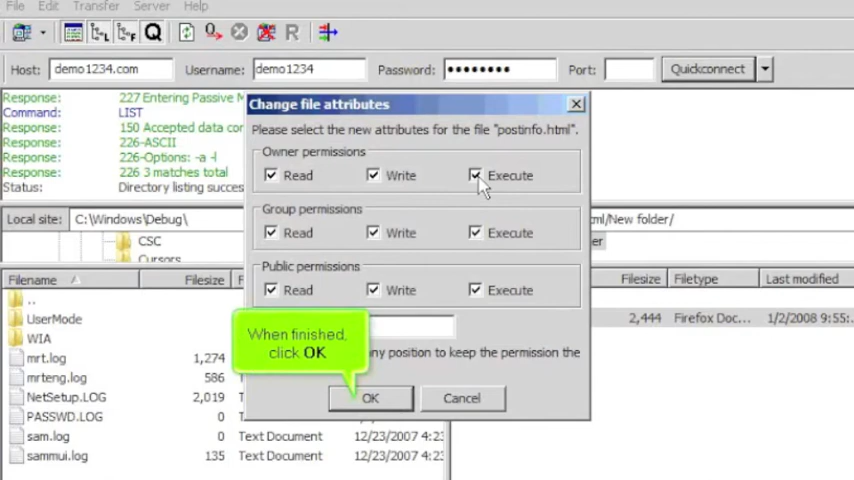 File Edit Transfer Server Help
Host: demo1234.com Username: demo1234 Password: •••••••• Port: Quickconnect
Response: 227 Entering Passive M
Command: LIST
Response: 150 Accepted data con
Response: 226-ASCII
Response: 226-Options: -a -l
Response: 226 3 matches total
Status: Directory listing succes
Local site: C:\Windows\Debug\
CSC
Cursors
Filename Filesize F
..
UserMode
WIA
mrt.log 1,274
mrteng.log 586
NetSetup.LOG 2,019
PASSWD.LOG 0
sam.log 0 Text Document 12/23/2007 4:23
sammui.log 135 Text Document 12/23/2007 4:23
Change file attributes
Please select the new attributes for the file "postinfo.html".
Owner permissions
Read Write Execute
Group permissions
Read Write Execute
Public permissions
Read Write Execute
any position to keep the permission the
OK Cancel
When finished,
click OK
ml/New folder/
er
Filesize Filetype Last modified
2,444 Firefox Doc... 1/2/2008 9:55: